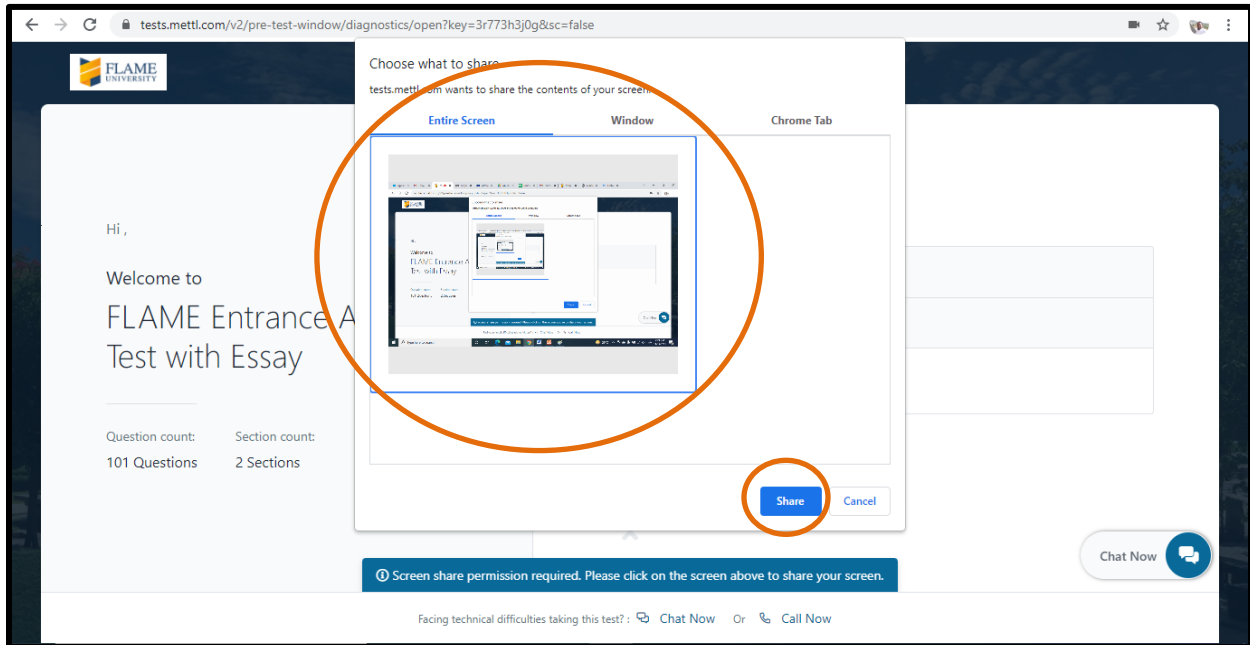 tests.mettl.com/v2/pre-test-window/diagnostics/open?key=3r773h3j0g&sc=false
FLAME
UNIVERSITY
Choose what to share
tests.mettl.com wants to share the contents of your screen.
Entire Screen Window Chrome Tab
Hi ,
Welcome to
FLAME Entrance A
Test with Essay
Question count: Section count:
101 Questions 2 Sections
Share Cancel
Chat Now
Screen share permission required. Please click on the screen above to share your screen.
Facing technical difficulties taking this test? : Chat Now Or Call Now